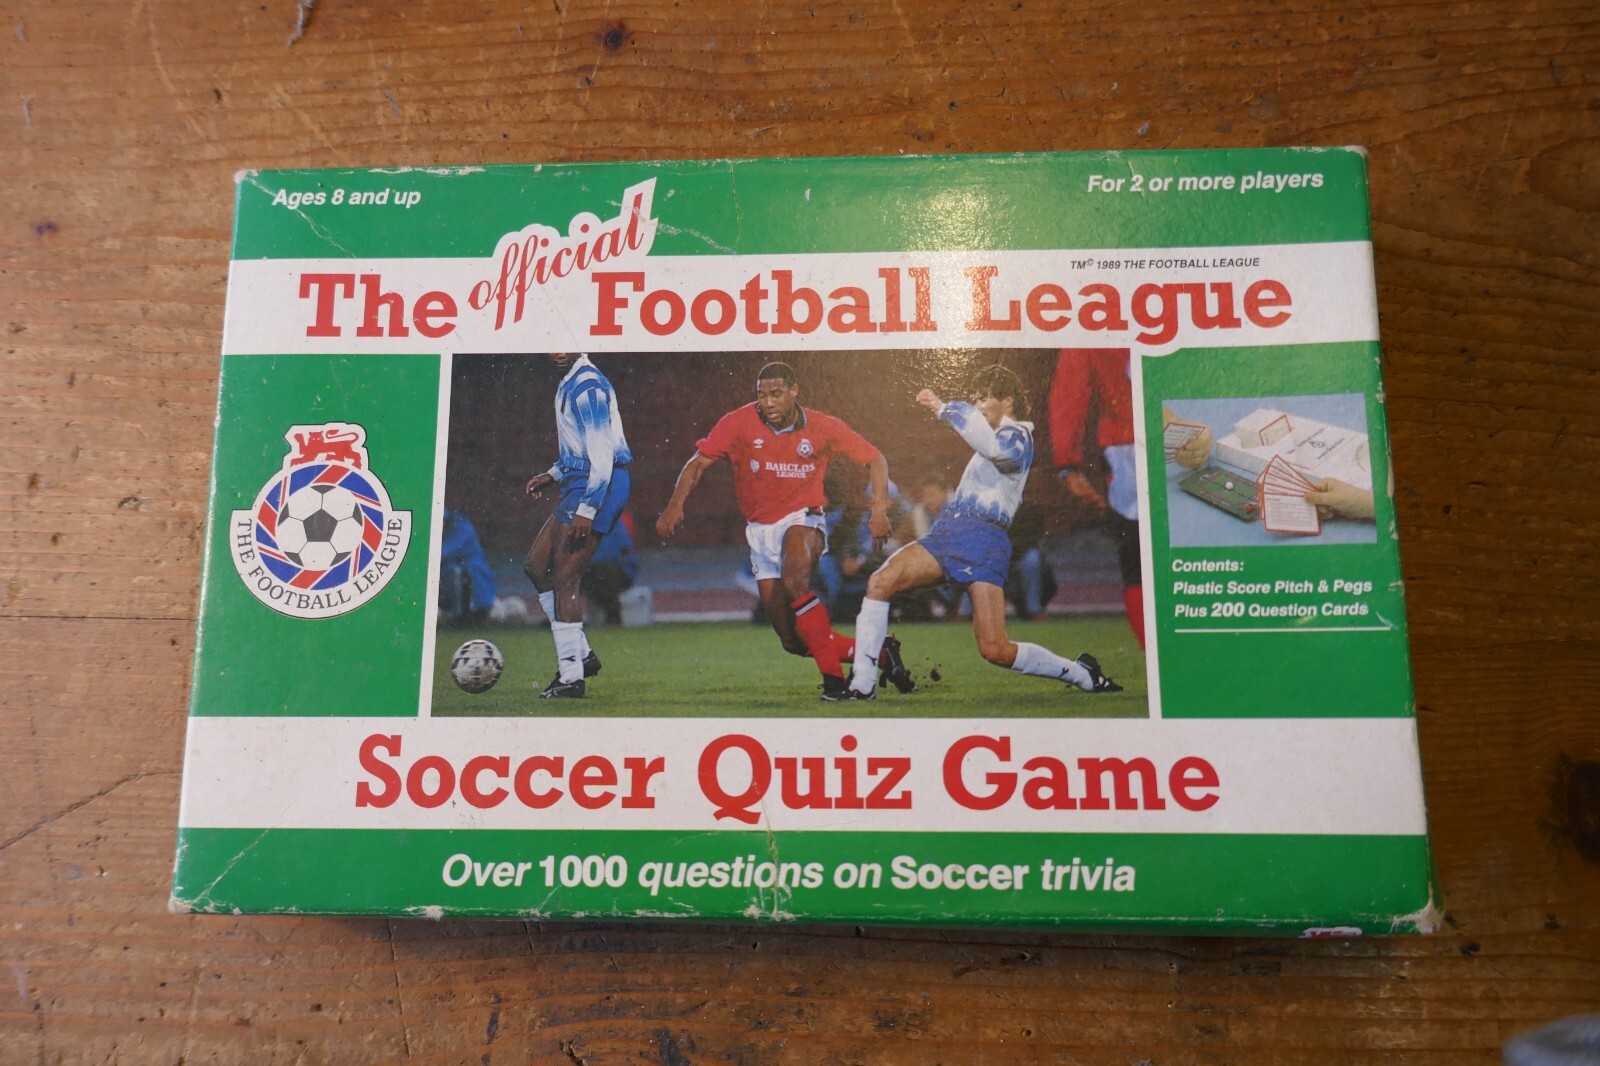 Ages 8 and up
For 2 or more players
The official Football League
TM© 1989 THE FOOTBALL LEAGUE
THE FOOTBALL LEAGUE
BARCLAYS
LEAGUE
Contents:
Plastic Score Pitch & Pegs
Plus 200 Question Cards
Soccer Quiz Game
Over 1000 questions on Soccer trivia